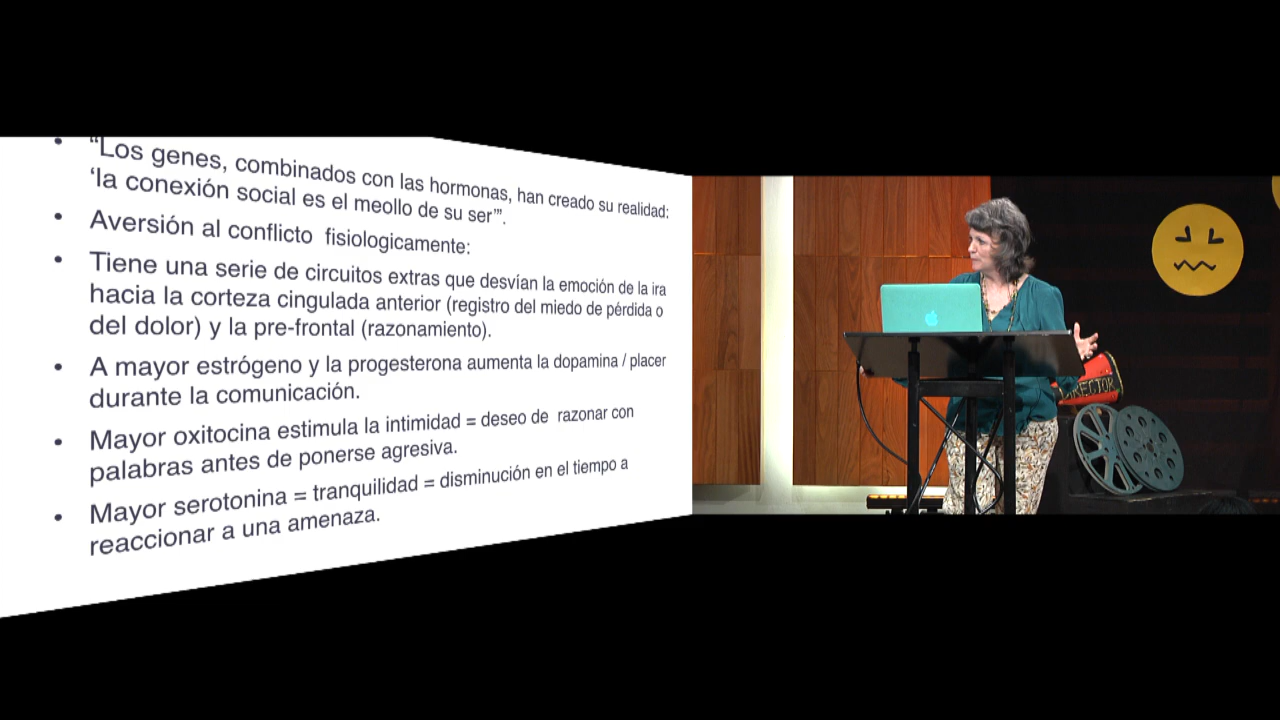 “Los genes, combinados con las hormonas, han creado su realidad:
‘la conexión social es el meollo de su ser’”.
Aversión al conflicto fisiologicamente:
Tiene una serie de circuitos extras que desvían la emoción de la ira
hacia la corteza cingulada anterior (registro del miedo de pérdida o
del dolor) y la pre-frontal (razonamiento).
A mayor estrógeno y la progesterona aumenta la dopamina / placer
durante la comunicación.
Mayor oxitocina estimula la intimidad = deseo de razonar con
palabras antes de ponerse agresiva.
Mayor serotonina = tranquilidad = disminución en el tiempo a
reaccionar a una amenaza.
DIRECTOR